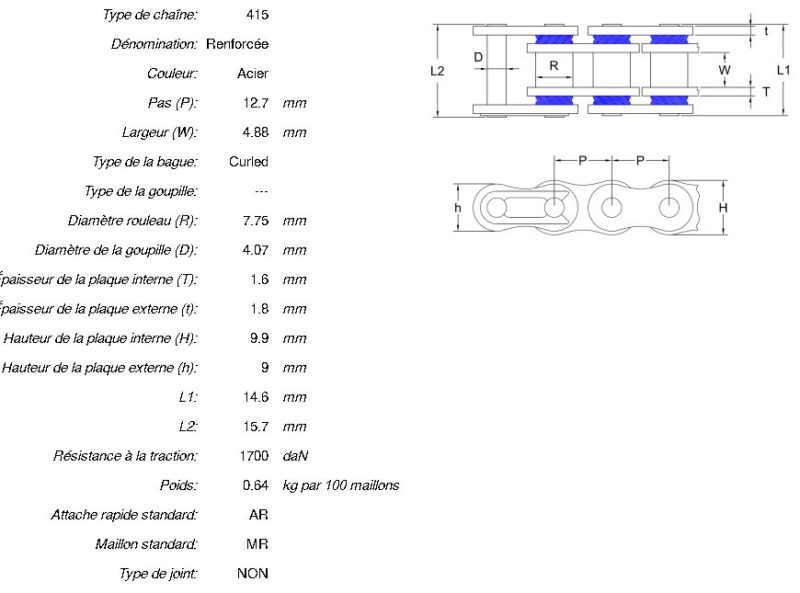 Type de chaîne: 415
Dénomination: Renforcée
Couleur: Acier
Pas (P): 12.7 mm
Largeur (W): 4.88 mm
Type de la bague: Curled
Type de la goupille: ---
Diamètre rouleau (R): 7.75 mm
Diamètre de la goupille (D): 4.07 mm
Épaisseur de la plaque interne (T): 1.6 mm
Épaisseur de la plaque externe (t): 1.8 mm
Hauteur de la plaque interne (H): 9.9 mm
Hauteur de la plaque externe (h): 9 mm
L1: 14.6 mm
L2: 15.7 mm
Résistance à la traction: 1700 daN
Poids: 0.64 kg par 100 maillons
Attache rapide standard: AR
Maillon standard: MR
Type de joint: NON
t
D
L2
R
W
L1
T
P P
h
H